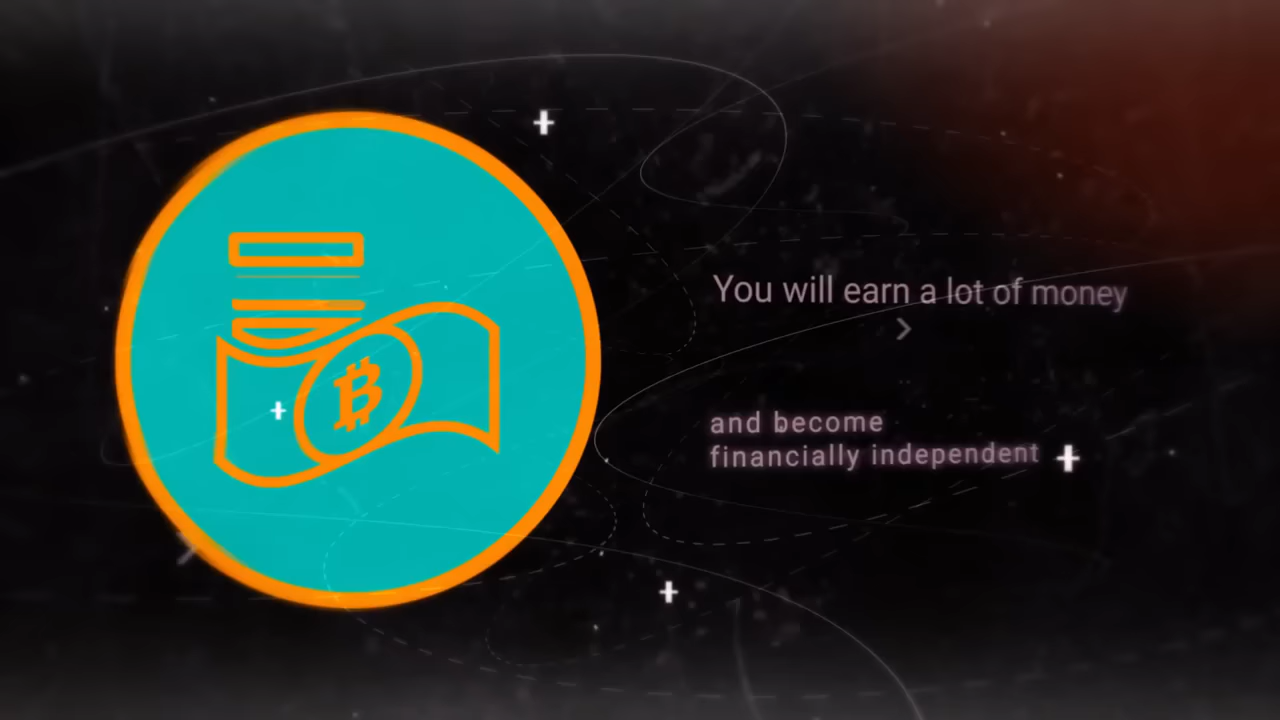 You will earn a lot of money
and become
financially independent